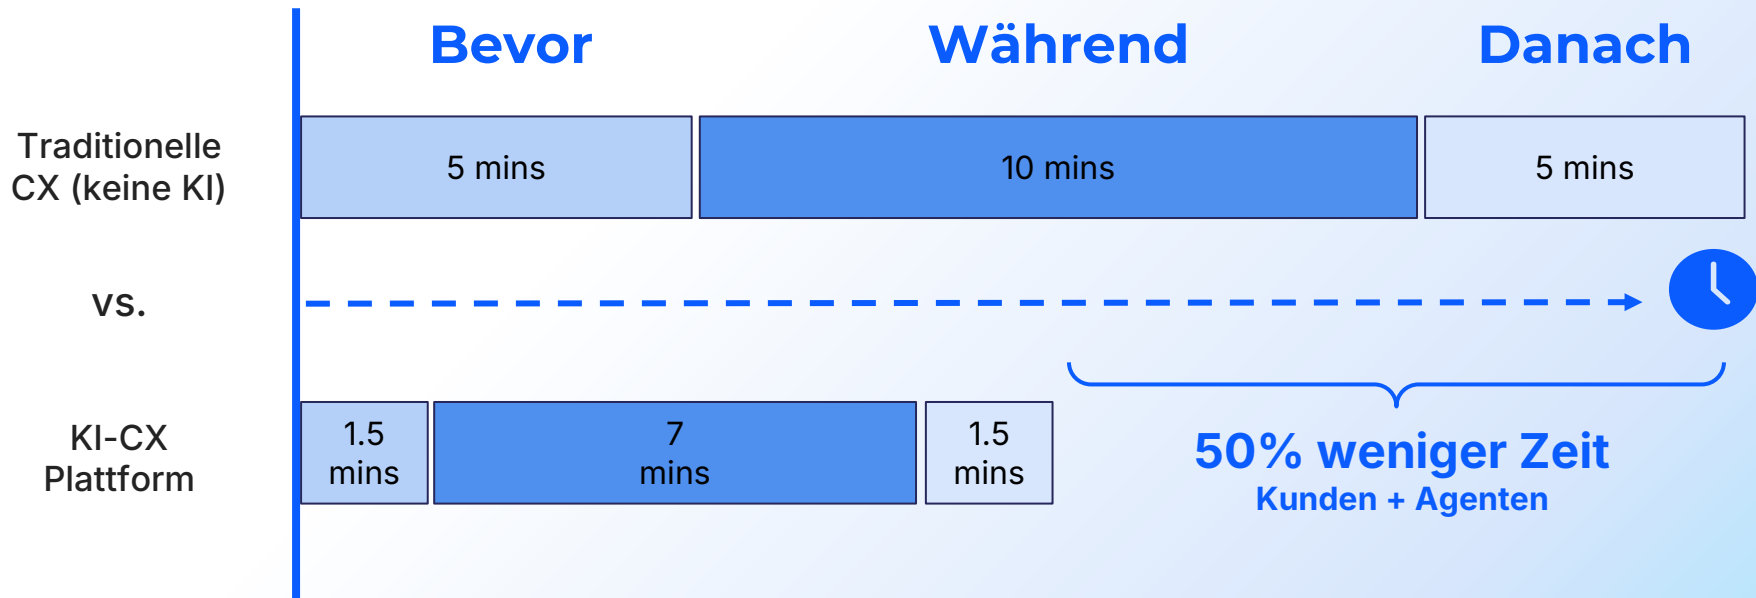 Bevor
Während
Danach
Traditionelle
CX (keine KI)
5 mins
10 mins
5 mins
vs.
KI-CX
Plattform
1.5
mins
7
mins
1.5
mins
50% weniger Zeit
Kunden + Agenten